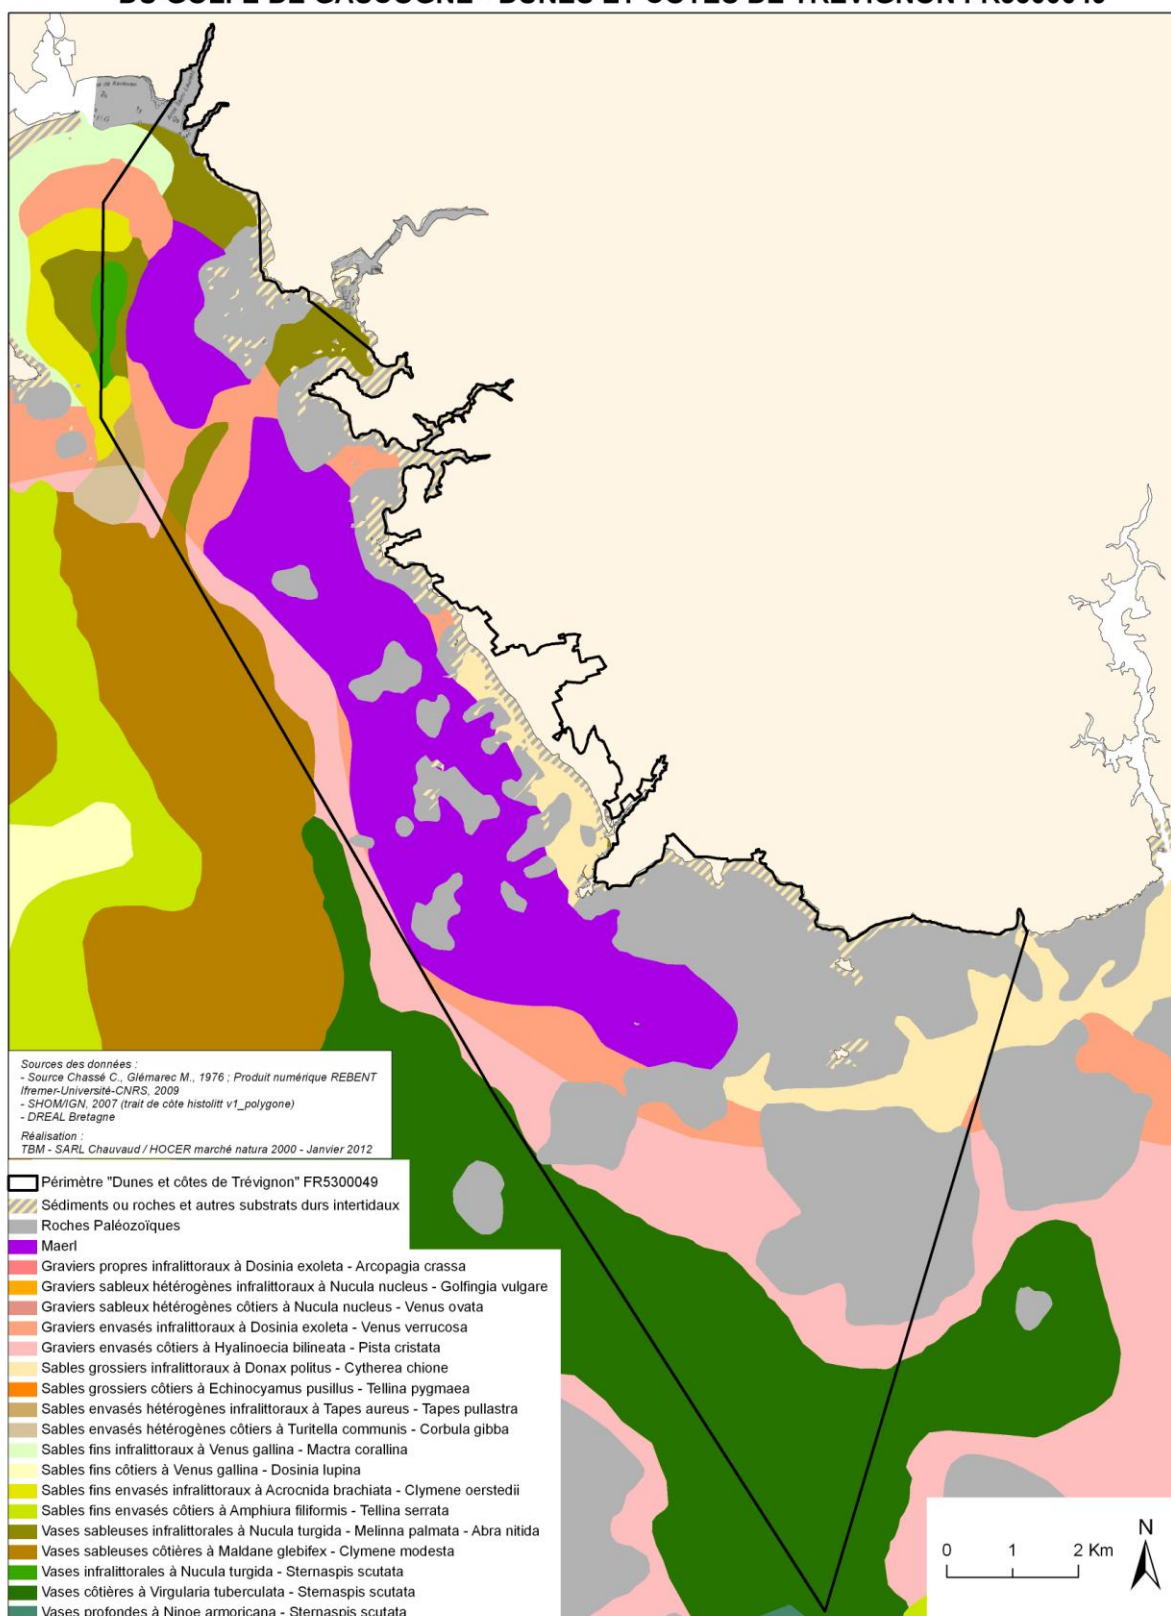 DU GOLFE DE GASCOGNE - DUNES ET CÔTES DE TRÉVIGNON FR5300049
Sources des données :
- Source Chassé C., Glémarec M., 1976 ; Produit numérique REBENT
Ifremer-Université-CNRS, 2009
- SHOM/IGN, 2007 (trait de côte histolitt v1_polygone)
- DREAL Bretagne
Réalisation :
TBM - SARL Chauvaud / HOCER marché natura 2000 - Janvier 2012
Périmètre "Dunes et côtes de Trévignon" FR5300049
Sédiments ou roches et autres substrats durs intertidaux
Roches Paléozoïques
Maerl
Graviers propres infralittoraux à Dosinia exoleta - Arcopagia crassa
Graviers sableux hétérogènes infralittoraux à Nucula nucleus - Golfingia vulgare
Graviers sableux hétérogènes côtiers à Nucula nucleus - Venus ovata
Graviers envasés infralittoraux à Dosinia exoleta - Venus verrucosa
Graviers envasés côtiers à Hyalinoecia bilineata - Pista cristata
Sables grossiers infralittoraux à Donax politus - Cytherea chione
Sables grossiers côtiers à Echinocyamus pusillus - Tellina pygmaea
Sables envasés hétérogènes infralittoraux à Tapes aureus - Tapes pullastra
Sables envasés hétérogènes côtiers à Turitella communis - Corbula gibba
Sables fins infralittoraux à Venus gallina - Mactra corallina
Sables fins côtiers à Venus gallina - Dosinia lupina
Sables fins envasés infralittoraux à Acrocnida brachiata - Clymene oerstedii
Sables fins envasés côtiers à Amphiura filiformis - Tellina serrata
Vases sableuses infralittorales à Nucula turgida - Melinna palmata - Abra nitida
Vases sableuses côtières à Maldane glebifex - Clymene modesta
Vases infralittorales à Nucula turgida - Sternaspis scutata
Vases côtières à Virgularia tuberculata - Sternaspis scutata
Vases profondes à Ninoe armoricana - Sternaspis scutata
N
0 1 2 Km